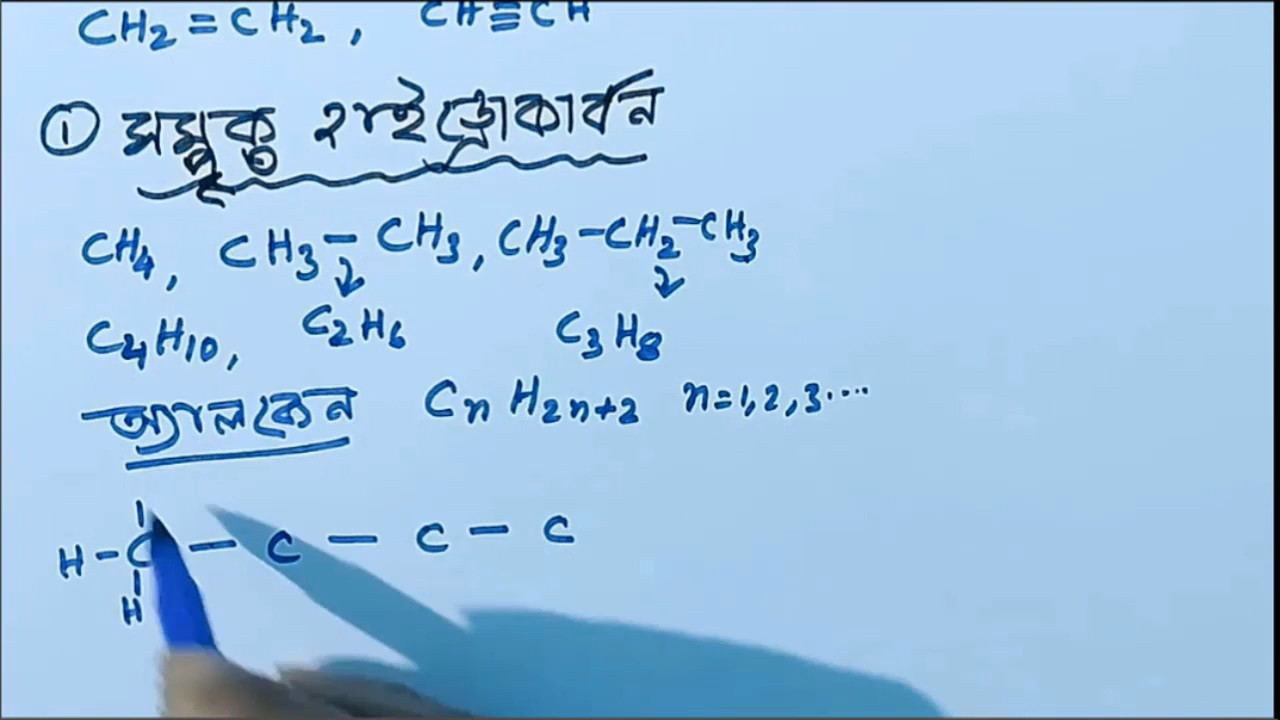 CH₂ = CH₂, CH≡CH
① সম্পৃক্ত হাইড্রোকার্বন
CH₄, CH₃ – CH₃, CH₃ – CH₂ – CH₃
↓ ↓
C₄H₁₀, C₂H₆ C₃H₈
অ্যালকেন CₙH₂ₙ₊₂ n=1,2,3....
H – C – C – C – C
H